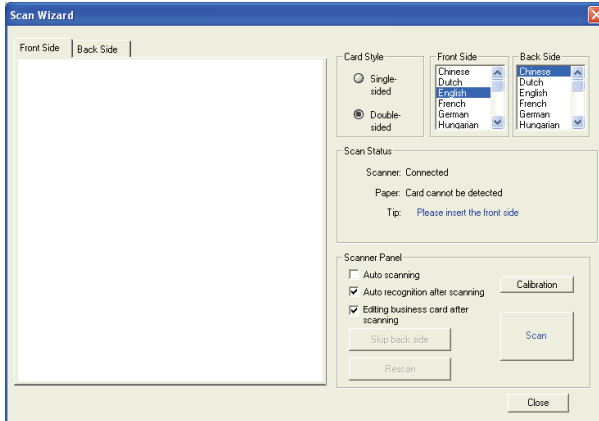 Scan Wizard
Front Side
Back Side
Card Style
Single-
sided
Double-
sided
Front Side
Chinese
Dutch
English
French
German
Hungarian
Back Side
Chinese
Dutch
English
French
German
Hungarian
Scan Status
Scanner: Connected
Paper: Card cannot be detected
Tip: Please insert the front side
Scanner Panel
Auto scanning
Auto recognition after scanning
Editing business card after
scanning
Skip back side
Rescan
Calibration
Scan
Close